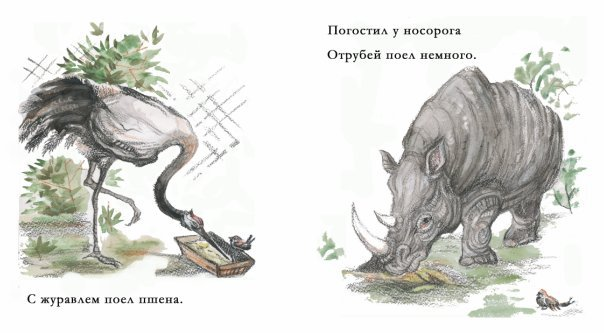 С журавлем поел пшена.
Погостил у носорога
Отрубей поел немного.